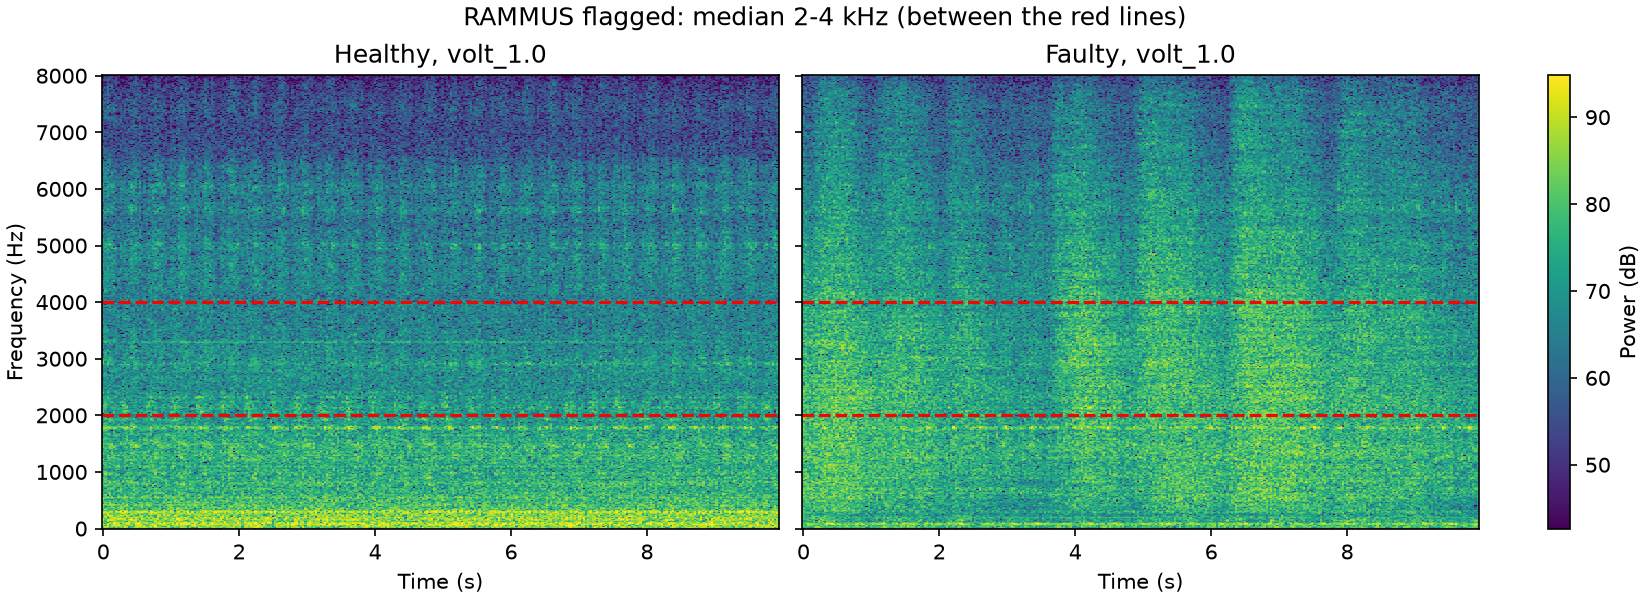 RAMMUS flagged: median 2-4 kHz (between the red lines)
Healthy, volt_1.0
Faulty, volt_1.0
8000
7000
6000
5000
4000
3000
2000
1000
0
Frequency (Hz)
0 2 4 6 8
Time (s)
0 2 4 6 8
Time (s)
90
80
70
60
50
Power (dB)